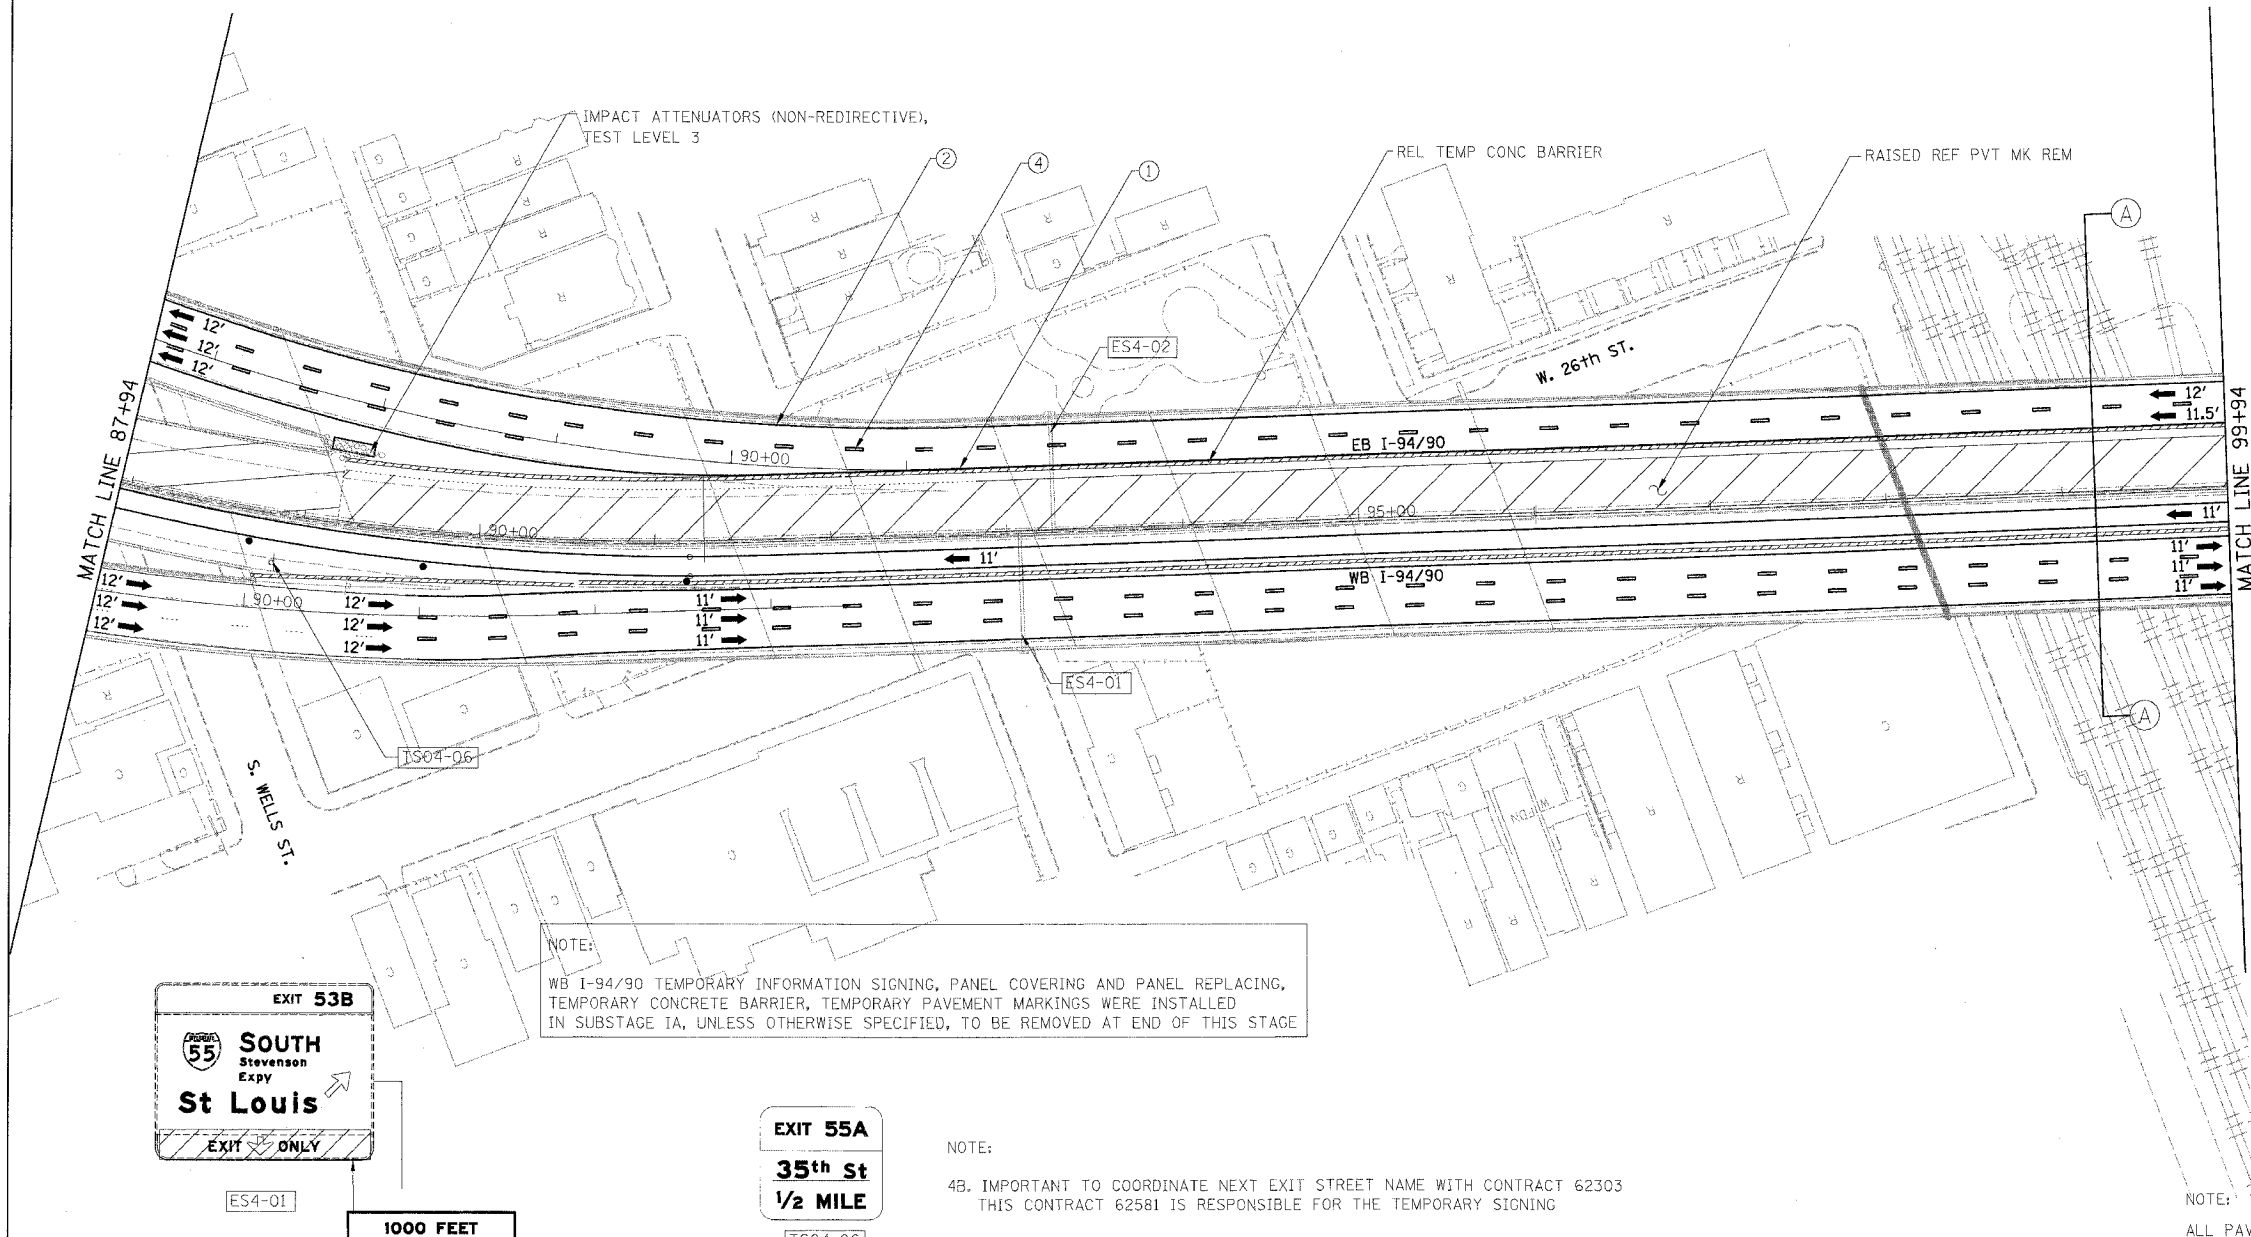 IMPACT ATTENUATORS (NON-REDIRECTIVE),
TEST LEVEL 3
2
4
1
REL TEMP CONC BARRIER
RAISED REF PVT MK REM
A
ES4-02
W. 26th ST.
MATCH LINE 87+94
MATCH LINE 99+94
12'
12'
12'
12'
11.5'
EB I-94/90
90+00
90+00
95+00
11'
11'
WB I-94/90
90+00
12'
12'
12'
12'
12'
12'
11'
11'
11'
11'
11'
11'
ES4-01
TS04-06
A
S. WELLS ST.
NOTE:
WB I-94/90 TEMPORARY INFORMATION SIGNING, PANEL COVERING AND PANEL REPLACING,
TEMPORARY CONCRETE BARRIER, TEMPORARY PAVEMENT MARKINGS WERE INSTALLED
IN SUBSTAGE IA, UNLESS OTHERWISE SPECIFIED, TO BE REMOVED AT END OF THIS STAGE
EXIT 53B
INTERSTATE
55
SOUTH
Stevenson
Expy
St Louis
EXIT ONLY
ES4-01
1000 FEET
EXIT 55A
35th St
1/2 MILE
TS04-06
NOTE:
4B. IMPORTANT TO COORDINATE NEXT EXIT STREET NAME WITH CONTRACT 62303
THIS CONTRACT 62581 IS RESPONSIBLE FOR THE TEMPORARY SIGNING
NOTE:
ALL PAV